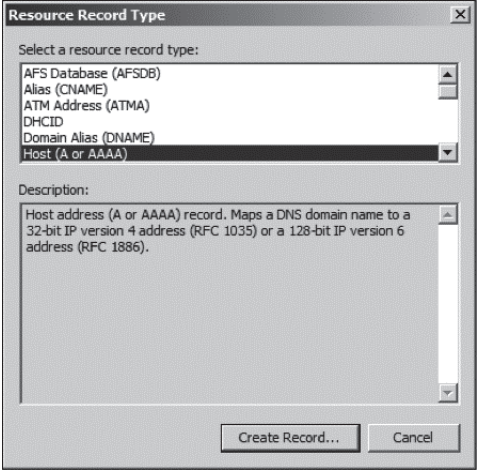 Resource Record Type
Select a resource record type:
AFS Database (AFSDB)
Alias (CNAME)
ATM Address (ATMA)
DHCID
Domain Alias (DNAME)
Host (A or AAAA)
Description:
Host address (A or AAAA) record. Maps a DNS domain name to a
32-bit IP version 4 address (RFC 1035) or a 128-bit IP version 6
address (RFC 1886).
Create Record...
Cancel